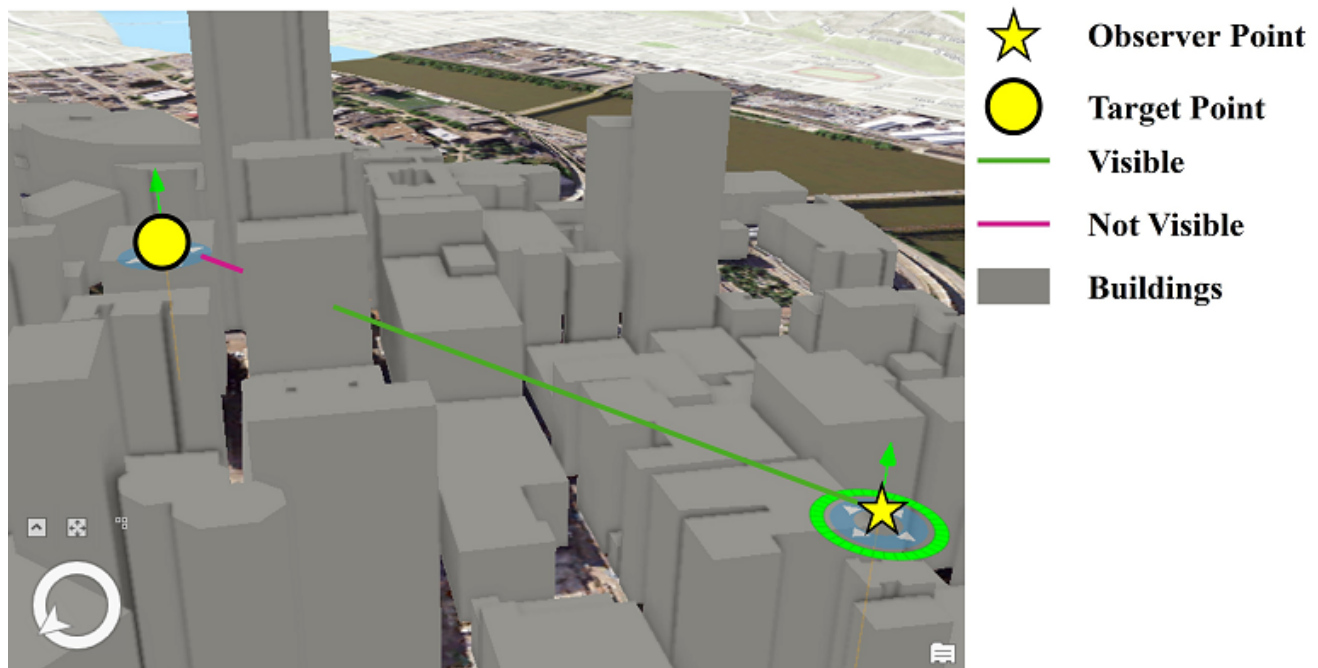 Observer Point
Target Point
Visible
Not Visible
Buildings